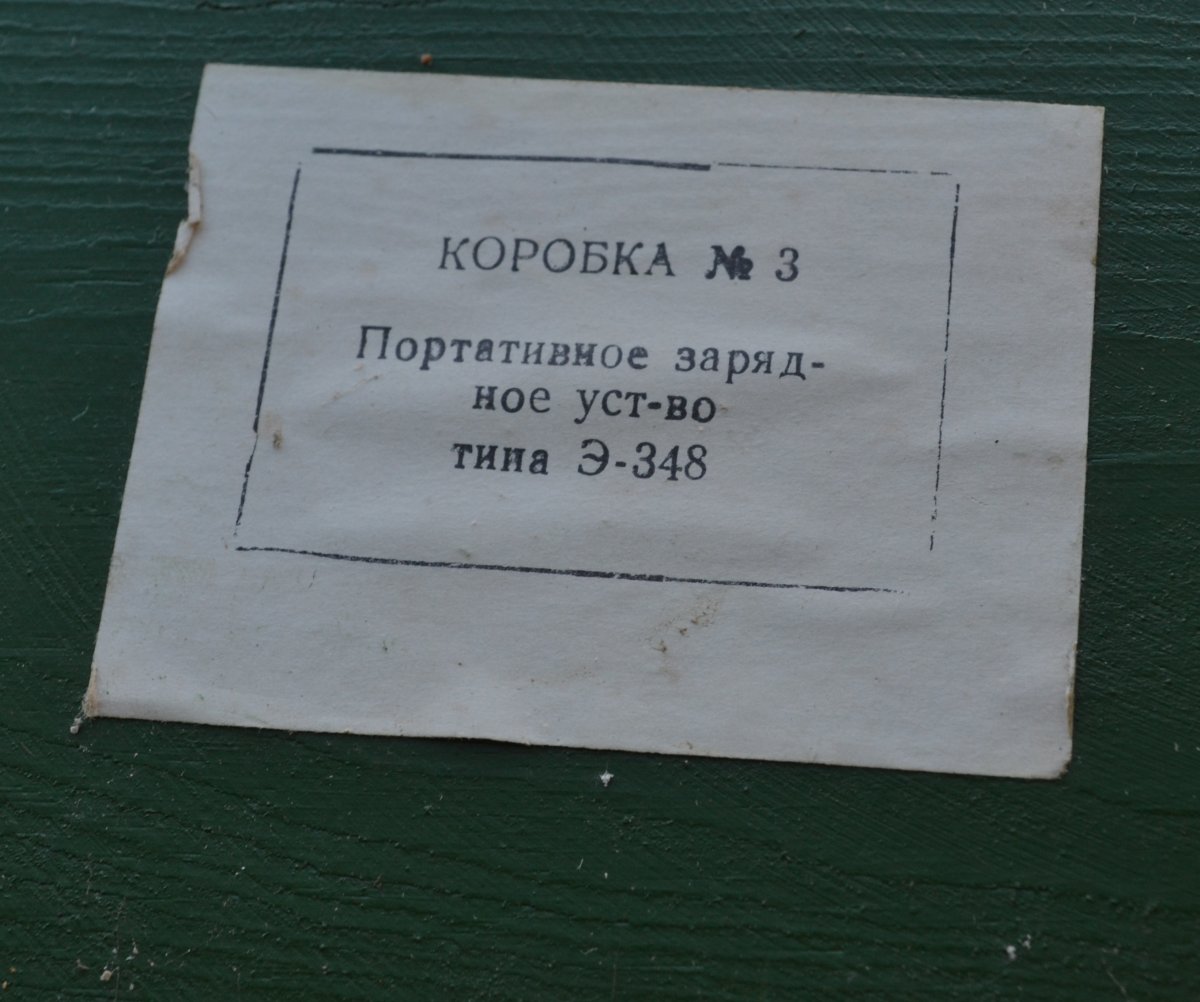 КОРОБКА № 3
Портативное заряд-
ное уст-во
типа Э-348